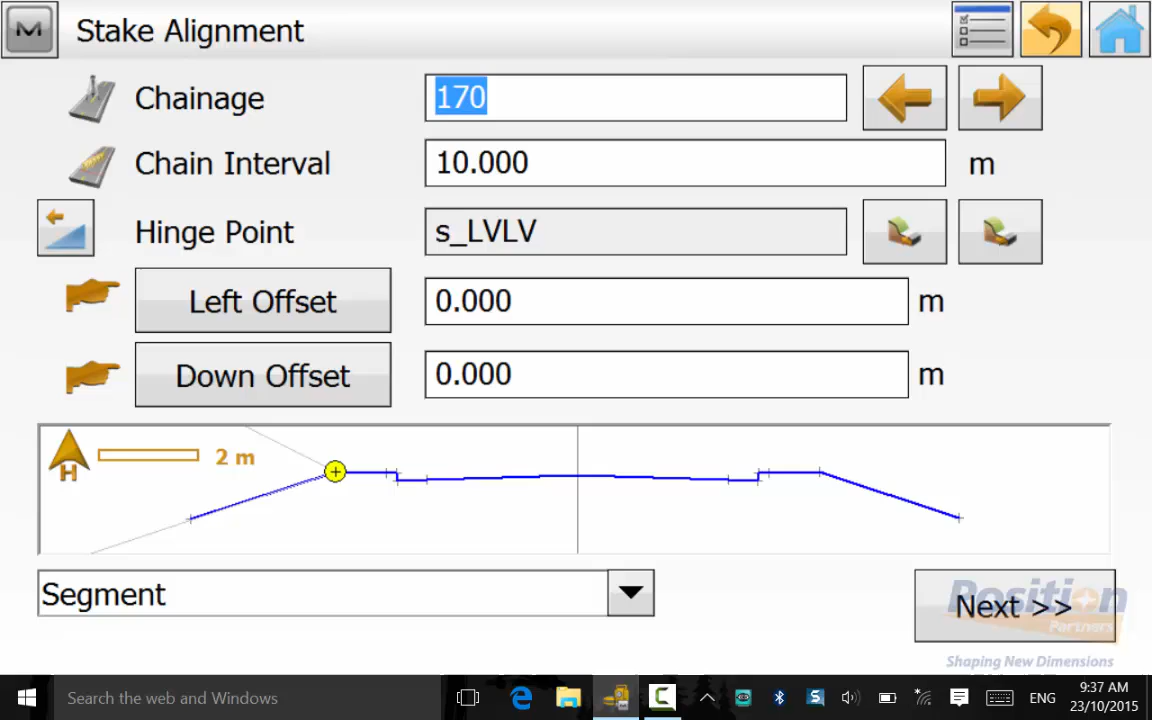 Stake Alignment
Chainage 170
Chain Interval 10.000 m
Hinge Point s_LVLV
Left Offset 0.000 m
Down Offset 0.000 m
H 2 m
Segment
Next >>
Position
Partners
Shaping New Dimensions
Search the web and Windows
ENG
9:37 AM
23/10/2015